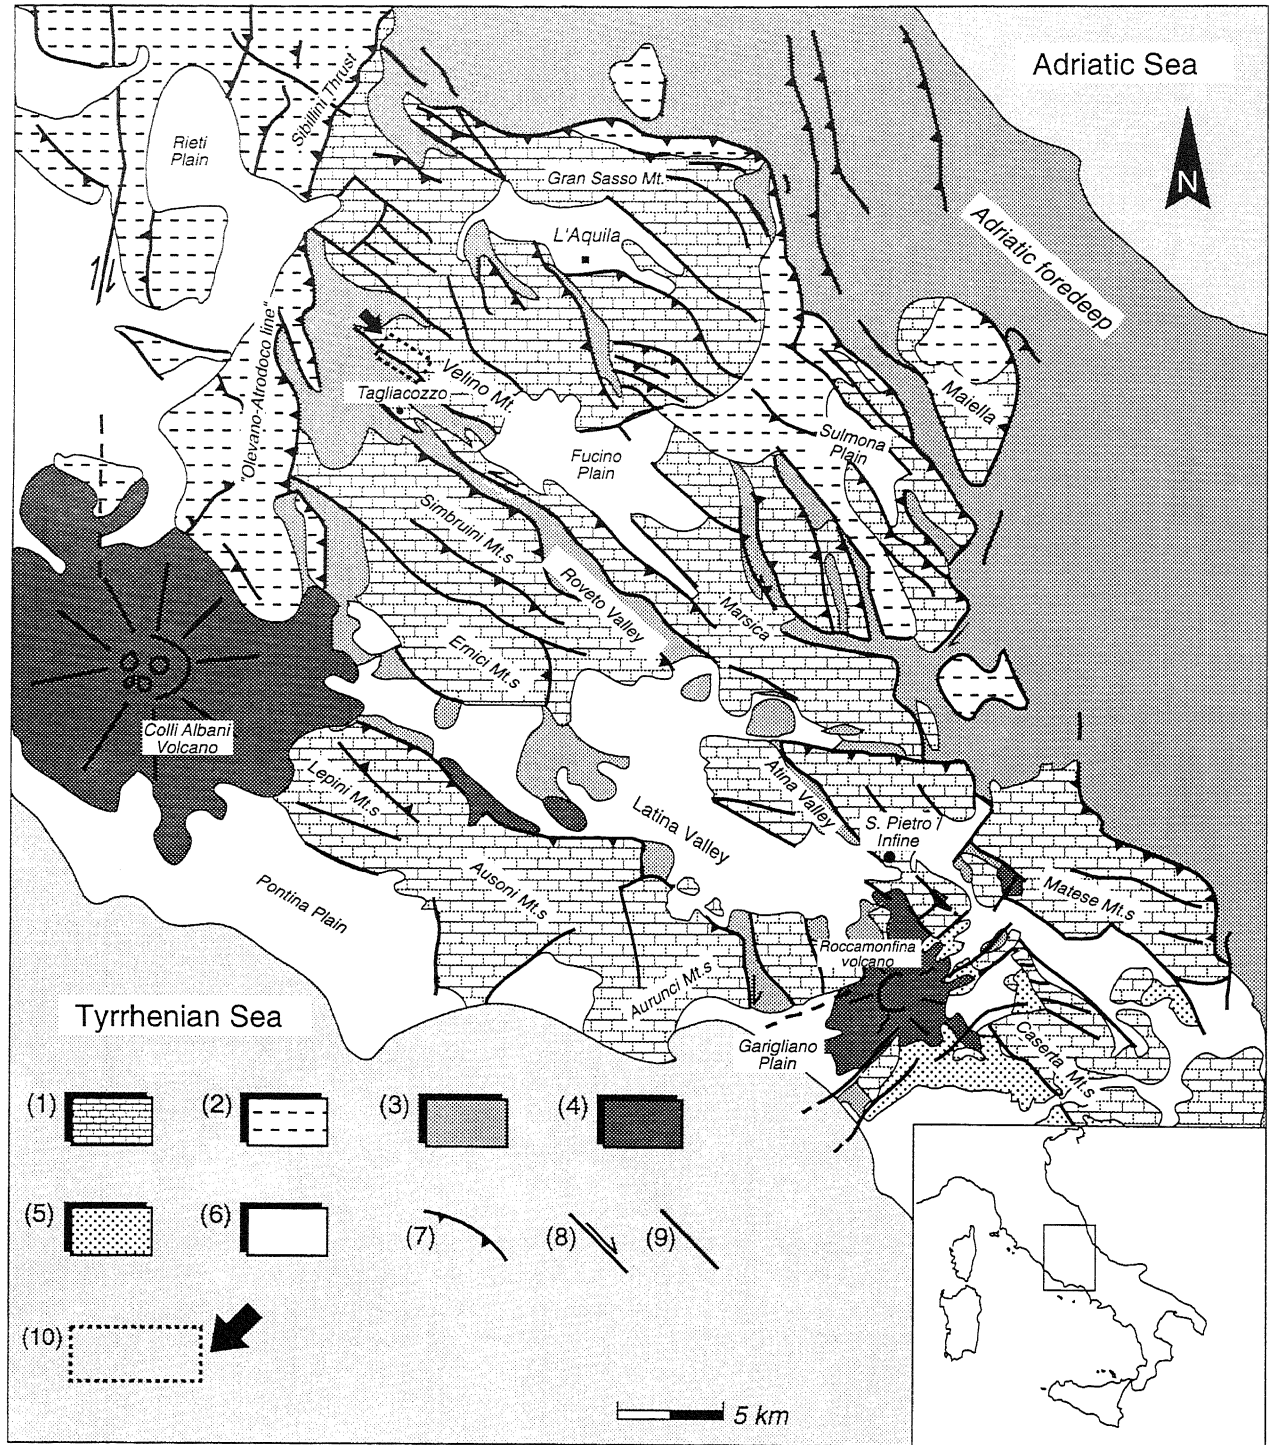 Adriatic Sea
Sibillini Thrust
Rieti
Plain
Gran Sasso Mt.
N
L'Aquila
Adriatic foredeep
"Olevano-Atrodoco line"
Velino Mt.
Tagliacozzo
Maiella
Sulmona
Plain
Fucino
Plain
Simbruini Mt.s
Roveto Valley
Marsica
Ernici Mt.s
Colli Albani
Volcano
Lepini Mt.s
Atina Valley
Latina Valley
S. Pietro
Infine
Ausoni Mt.s
Matese Mt.s
Pontina Plain
Roccamonfina
volcano
Aurunci Mt.s
Tyrrhenian Sea
Garigliano
Plain
Caserta Mt.s
(1)
(2)
(3)
(4)
(5)
(6)
(7)
(8)
(9)
(10)
5 km